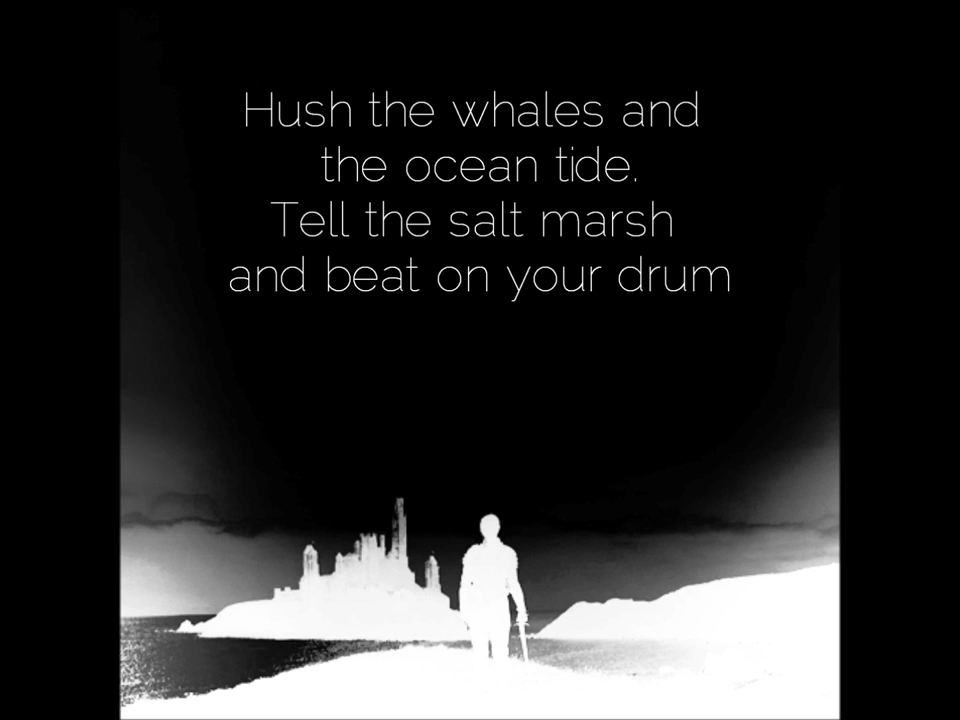 Hush the whales and
the ocean tide.
Tell the salt marsh
and beat on your drum